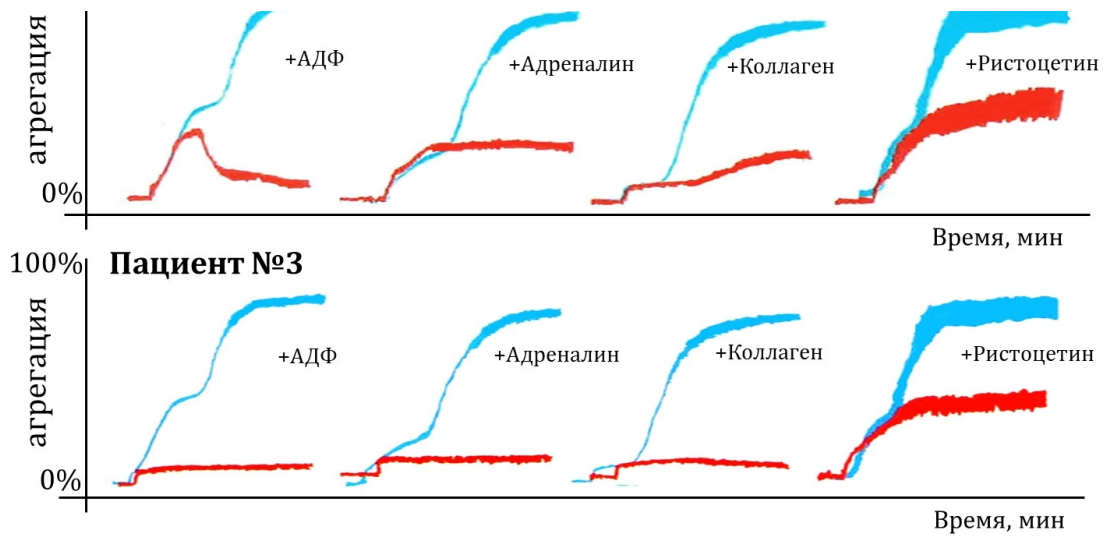 агрегация
+АДФ
+Адреналин
+Коллаген
+Ристоцетин
0%
Время, мин
100%
Пациент №3
агрегация
+АДФ
+Адреналин
+Коллаген
+Ристоцетин
0%
Время, мин